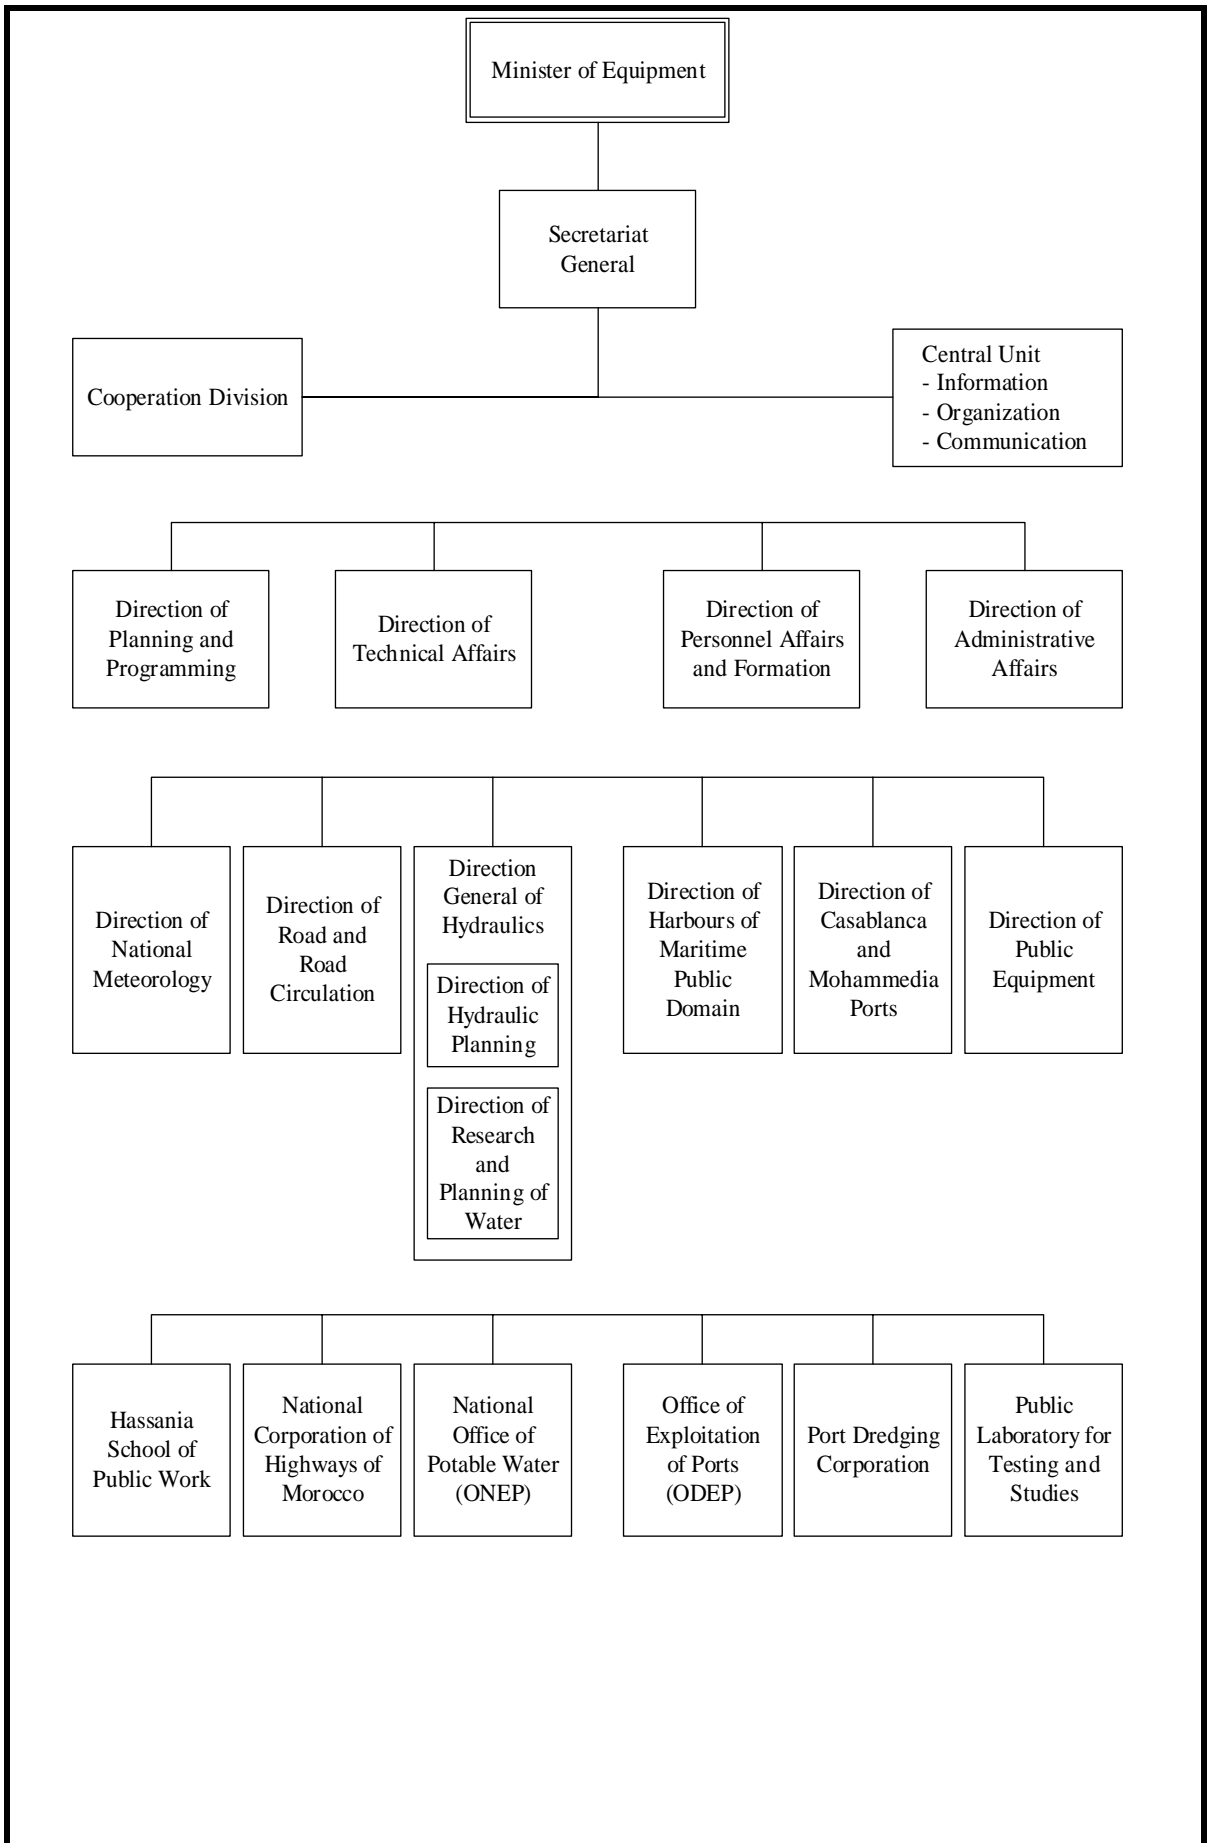 Minister of Equipment
Secretariat
General
Cooperation Division
Central Unit
- Information
- Organization
- Communication
Direction of
Planning and
Programming
Direction of
Technical Affairs
Direction of
Personnel Affairs
and Formation
Direction of
Administrative
Affairs
Direction of
National
Meteorology
Direction of
Road and
Road
Circulation
Direction
General of
Hydraulics
Direction of
Hydraulic
Planning
Direction of
Research
and
Planning of
Water
Direction of
Harbours of
Maritime
Public
Domain
Direction of
Casablanca
and
Mohammedia
Ports
Direction of
Public
Equipment
Hassania
School of
Public Work
National
Corporation of
Highways of
Morocco
National
Office of
Potable Water
(ONEP)
Office of
Exploitation
of Ports
(ODEP)
Port Dredging
Corporation
Public
Laboratory for
Testing and
Studies